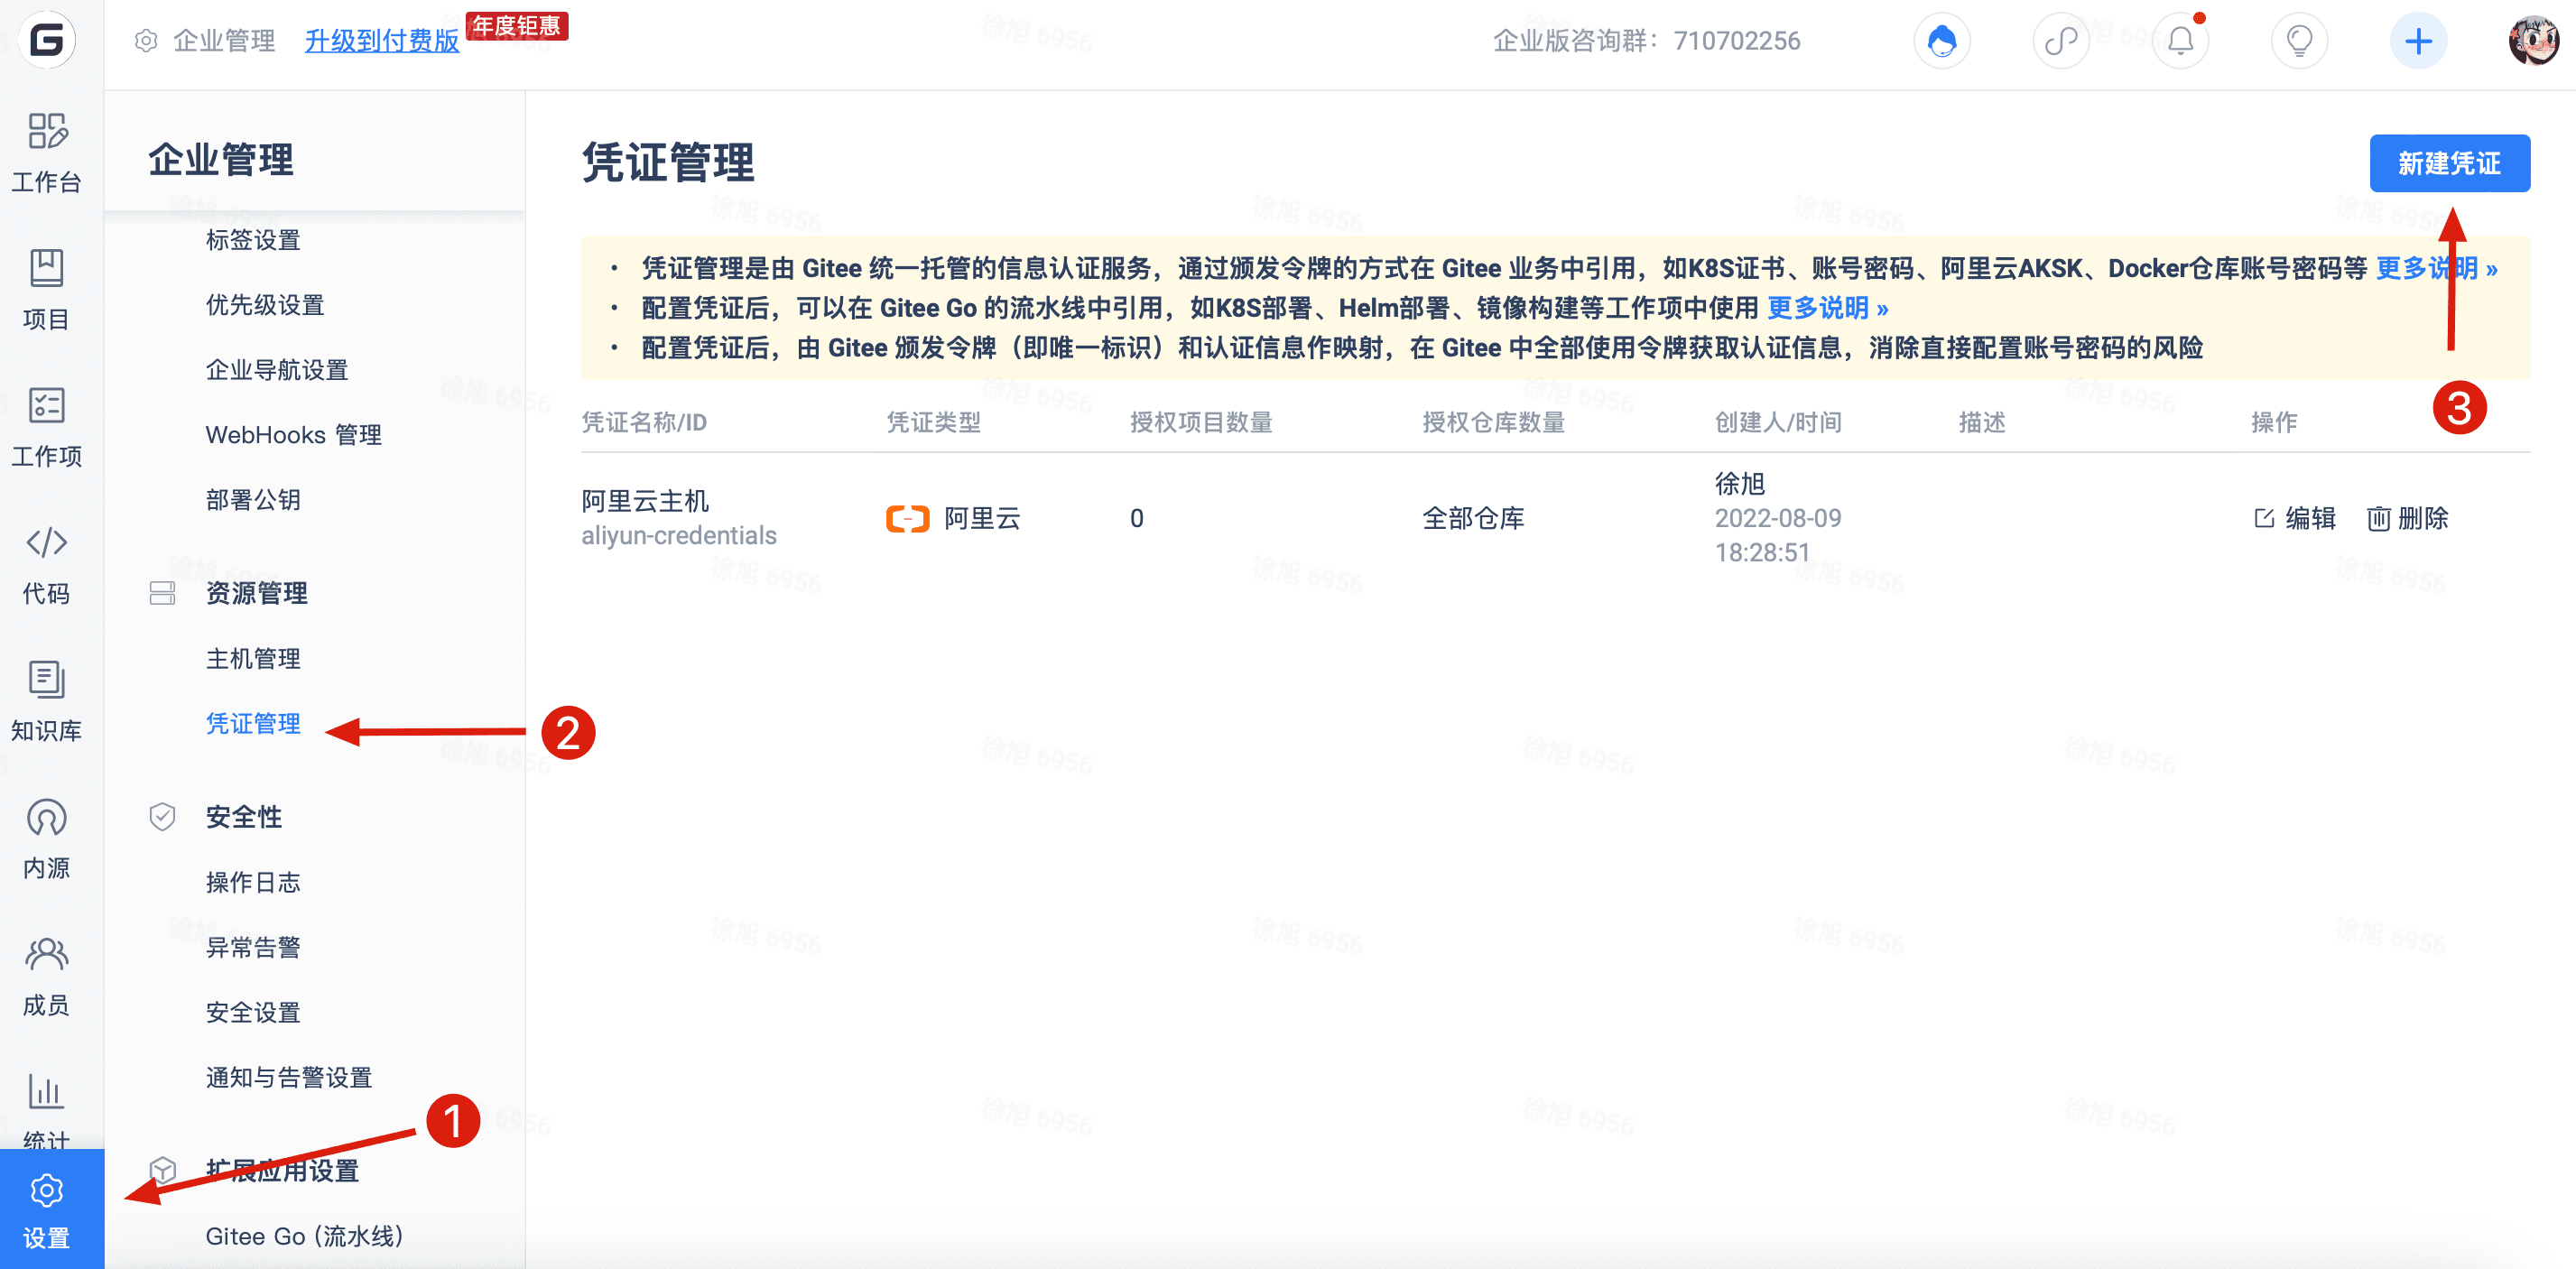 G
企业管理
升级到付费版
年度钜惠
企业版咨询群：710702256
工作台
项目
工作项
代码
知识库
内源
成员
统计
设置
企业管理
标签设置
优先级设置
企业导航设置
WebHooks 管理
部署公钥
资源管理
主机管理
凭证管理
2
安全性
操作日志
异常告警
安全设置
通知与告警设置
1
扩展应用设置
Gitee Go (流水线)
凭证管理
新建凭证
· 凭证管理是由 Gitee 统一托管的信息认证服务，通过颁发令牌的方式在 Gitee 业务中引用，如K8S证书、账号密码、阿里云AKSK、Docker仓库账号密码等 更多说明 »
· 配置凭证后，可以在 Gitee Go 的流水线中引用，如K8S部署、Helm部署、镜像构建等工作项中使用 更多说明 »
· 配置凭证后，由 Gitee 颁发令牌（即唯一标识）和认证信息作映射，在 Gitee 中全部使用令牌获取认证信息，消除直接配置账号密码的风险
3
凭证名称/ID 凭证类型 授权项目数量 授权仓库数量 创建人/时间 描述 操作
阿里云主机
aliyun-credentials
阿里云
0
全部仓库
徐旭
2022-08-09
18:28:51
编辑 删除
徐旭 6956